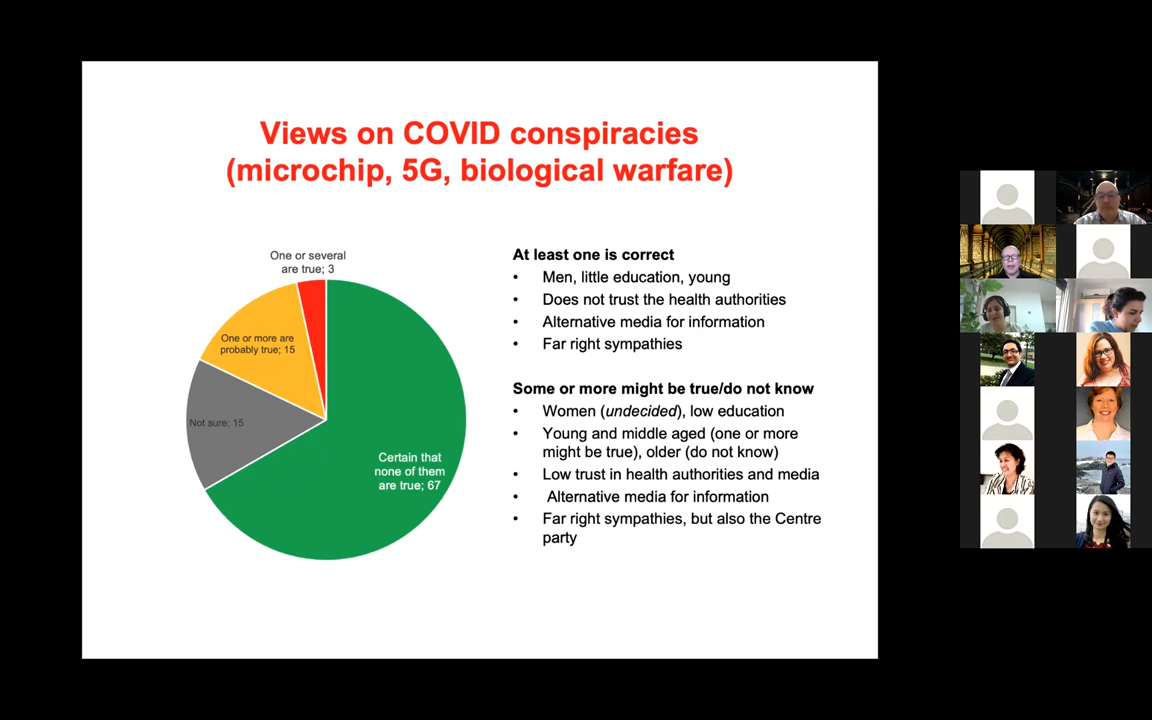 Views on COVID conspiracies
(microchip, 5G, biological warfare)
One or several
are true; 3
One or more are
probably true; 15
Not sure; 15
Certain that
none of them
are true; 67
At least one is correct
• Men, little education, young
• Does not trust the health authorities
• Alternative media for information
• Far right sympathies
Some or more might be true/do not know
• Women (undecided), low education
• Young and middle aged (one or more
might be true), older (do not know)
• Low trust in health authorities and media
• Alternative media for information
• Far right sympathies, but also the Centre
party